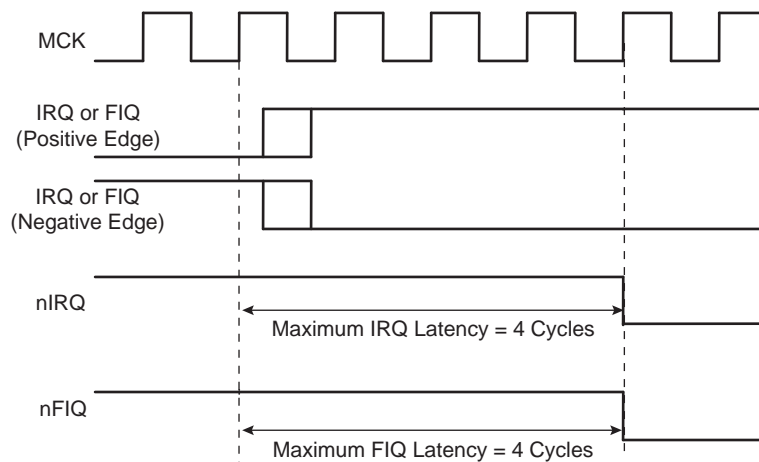 MCK
IRQ or FIQ
(Positive Edge)
IRQ or FIQ
(Negative Edge)
nIRQ
Maximum IRQ Latency = 4 Cycles
nFIQ
Maximum FIQ Latency = 4 Cycles